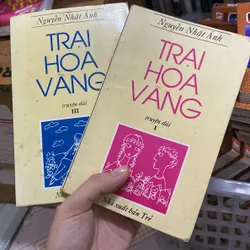 Nguyễn Nhật Ánh
TRẠI
HOA
VÀNG
truyện dài
III
Nguyễn Nhật Ánh
TRẠI
HOA
VÀNG
truyện dài
I
Nhà xuất bản Trẻ